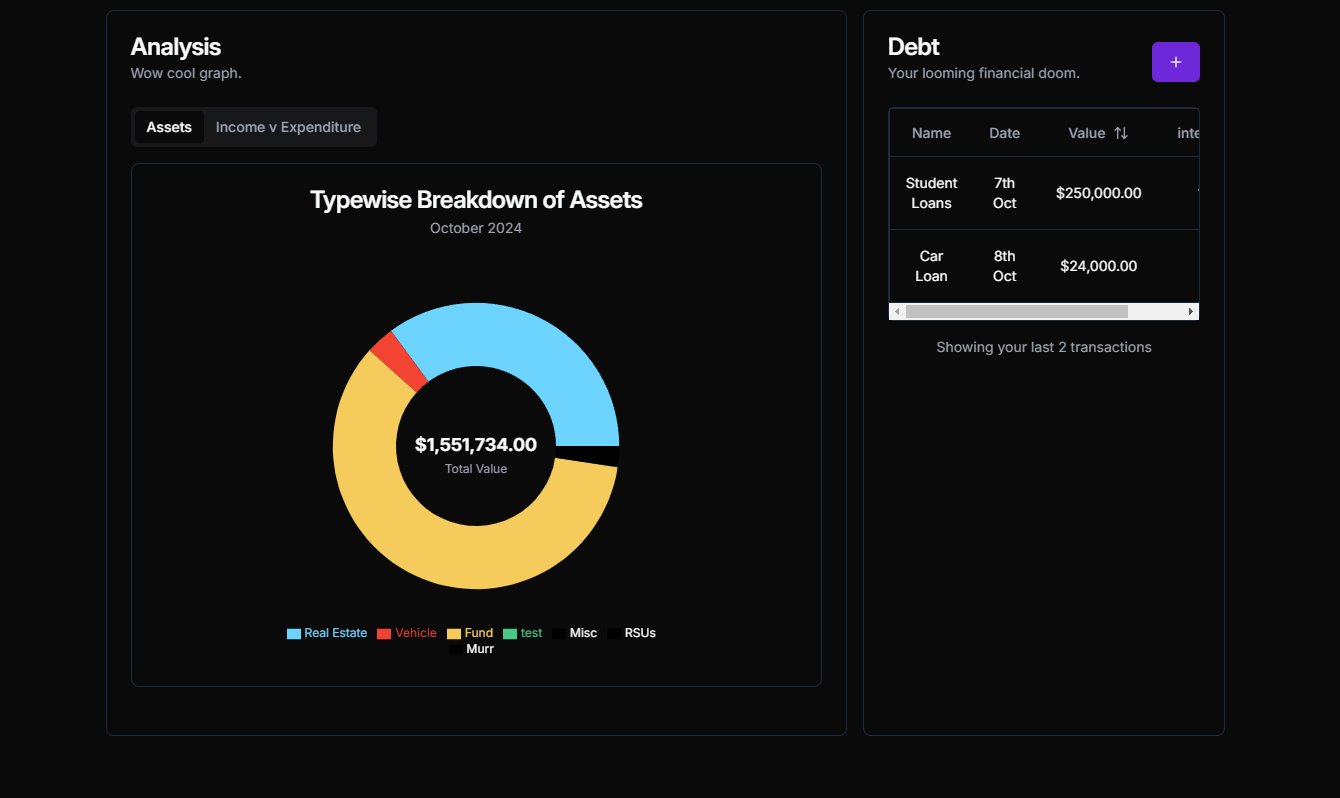 Analysis
Wow cool graph.
Assets
Income v Expenditure
Typewise Breakdown of Assets
October 2024
$1,551,734.00
Total Value
Real Estate Vehicle Fund test Misc RSUs
Murr
Debt
Your looming financial doom.
+
Name Date Value inte
Student
Loans
7th
Oct
$250,000.00
Car
Loan
8th
Oct
$24,000.00
Showing your last 2 transactions